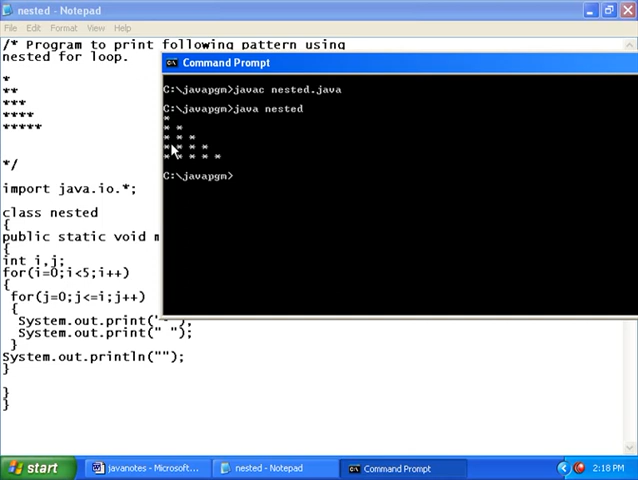 nested - Notepad
File Edit Format View Help
/* Program to print following pattern using
nested for loop.
*
**
***
****
*****
*/
import java.io.*;
class nested
{
public static void m
{
int i,j;
for(i=0;i<5;i++)
{
for(j=0;j<=i;j++)
{
System.out.print("
System.out.print(" ");
}
System.out.println("");
}
}
}
Command Prompt
C:\javapgm>javac nested.java
C:\javapgm>java nested
*
* *
* * *
* * * *
* * * * *
C:\javapgm>
start
javanotes - Microsoft...
nested - Notepad
Command Prompt
2:18 PM